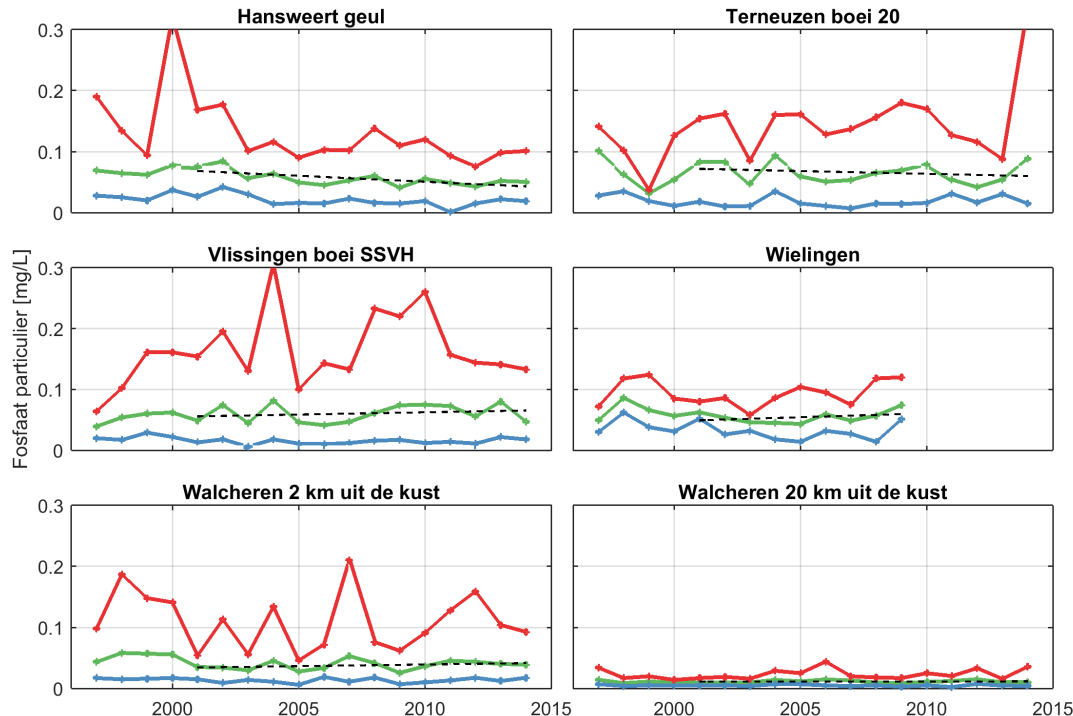 Hansweert geul
Terneuzen boei 20
0.3
0.2
0.1
0
Vlissingen boei SSVH
Wielingen
0.3
0.2
0.1
0
Fosfaat particulier [mg/L]
Walcheren 2 km uit de kust
Walcheren 20 km uit de kust
0.3
0.2
0.1
0
2000 2005 2010 2015 2000 2005 2010 2015